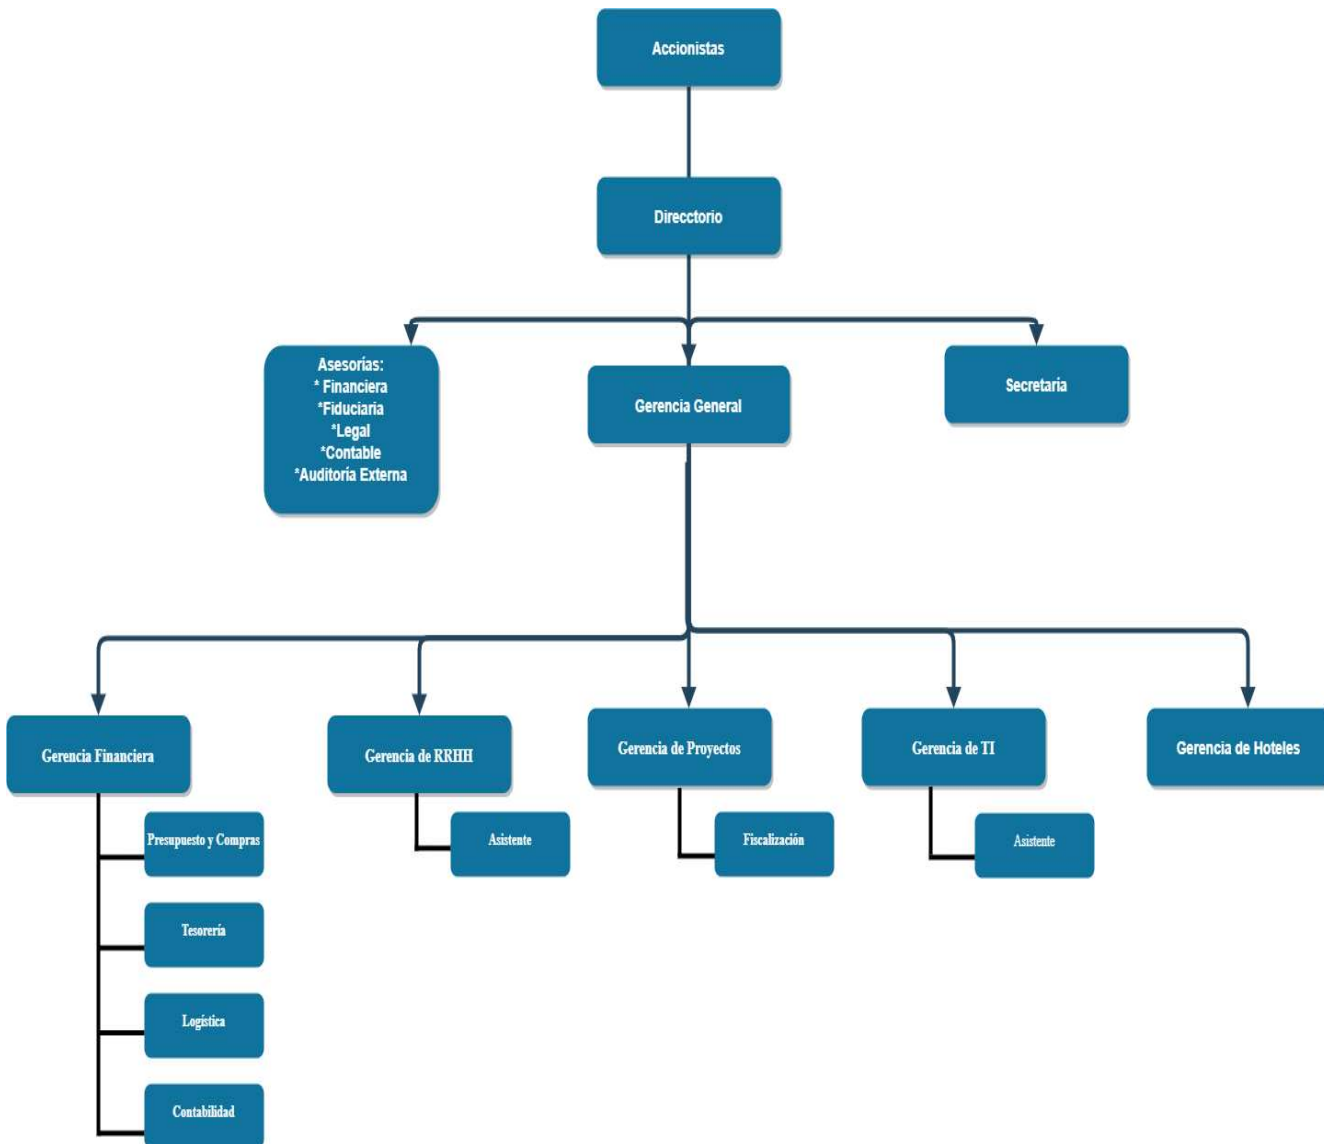 Accionistas
Direcctorio
Asesorías:
* Financiera
*Fiduciaria
*Legal
*Contable
*Auditoría Externa
Gerencia General
Secretaria
Gerencia Financiera
Gerencia de RRHH
Gerencia de Proyectos
Gerencia de TI
Gerencia de Hoteles
Presupuesto y Compras
Asistente
Fiscalización
Asistente
Tesorería
Logística
Contabilidad